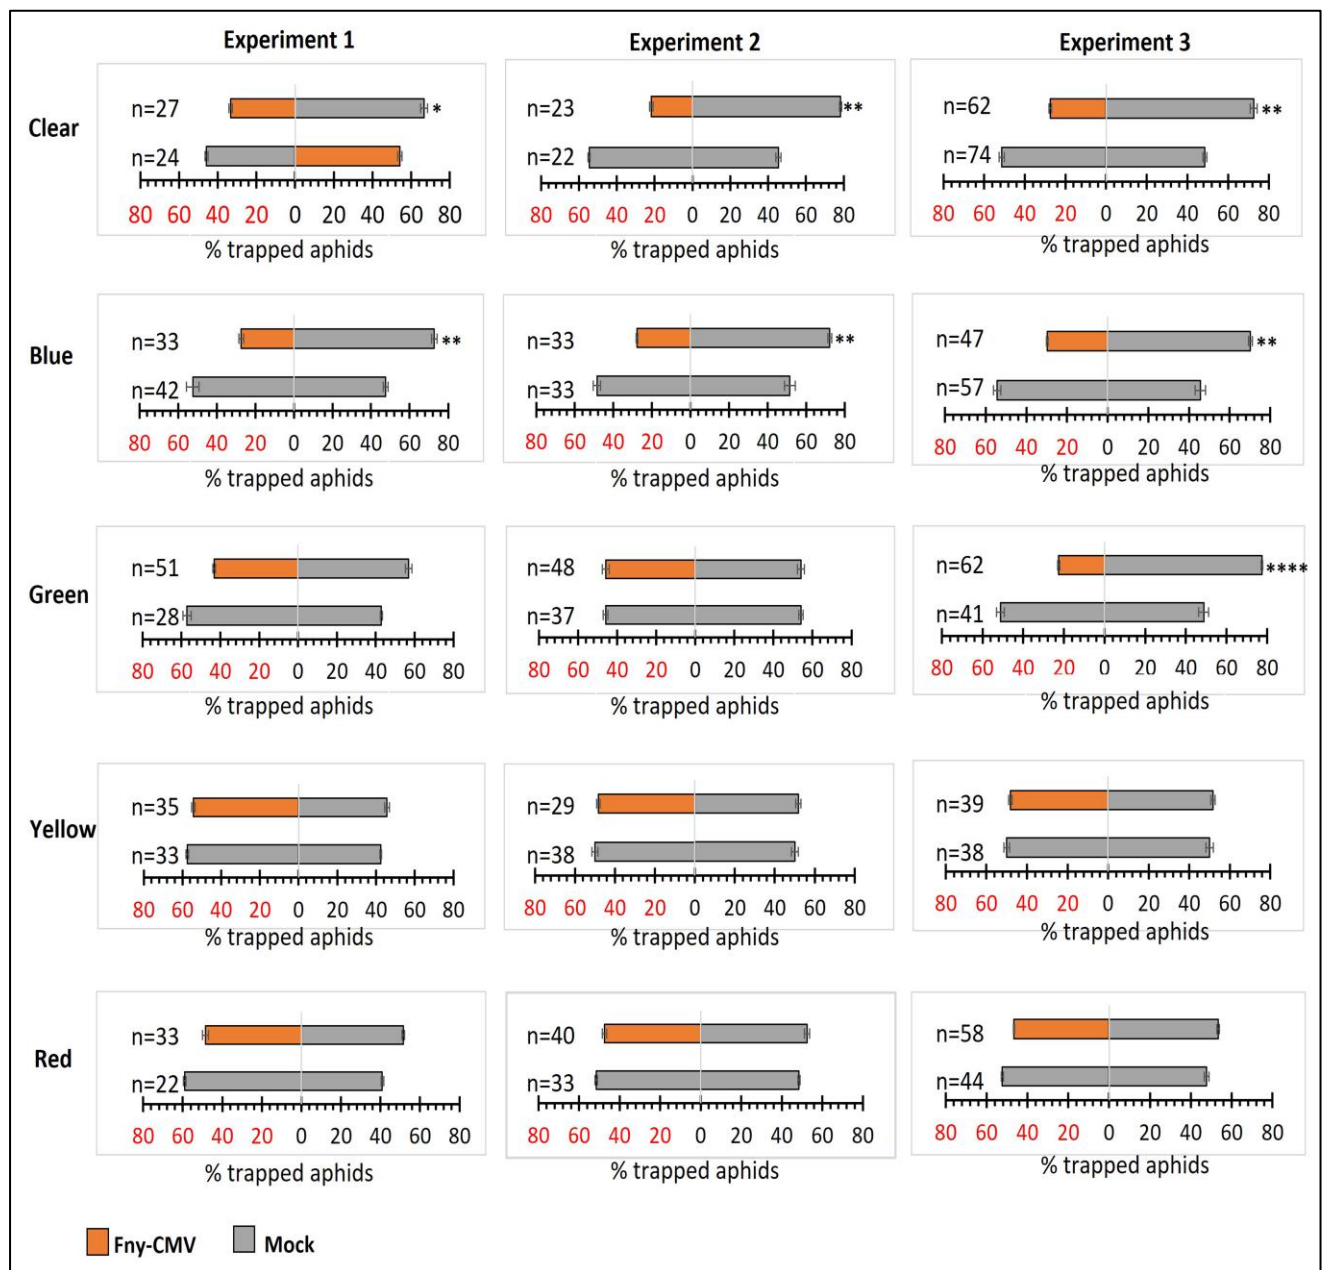 Experiment 1 Experiment 2 Experiment 3
Clear
n=27 * n=23 ** n=62 **
n=24 n=22 n=74
80 60 40 20 0 20 40 60 80 80 60 40 20 0 20 40 60 80 80 60 40 20 0 20 40 60 80
% trapped aphids % trapped aphids % trapped aphids
Blue
n=33 ** n=33 ** n=47 **
n=42 n=33 n=57
80 60 40 20 0 20 40 60 80 80 60 40 20 0 20 40 60 80 80 60 40 20 0 20 40 60 80
% trapped aphids % trapped aphids % trapped aphids
Green
n=51 n=48 n=62 ****
n=28 n=37 n=41
80 60 40 20 0 20 40 60 80 80 60 40 20 0 20 40 60 80 80 60 40 20 0 20 40 60 80
% trapped aphids % trapped aphids % trapped aphids
Yellow
n=35 n=29 n=39
n=33 n=38 n=38
80 60 40 20 0 20 40 60 80 80 60 40 20 0 20 40 60 80 80 60 40 20 0 20 40 60 80
% trapped aphids % trapped aphids % trapped aphids
Red
n=33 n=40 n=58
n=22 n=33 n=44
80 60 40 20 0 20 40 60 80 80 60 40 20 0 20 40 60 80 80 60 40 20 0 20 40 60 80
% trapped aphids % trapped aphids % trapped aphids
Fny-CMV Mock